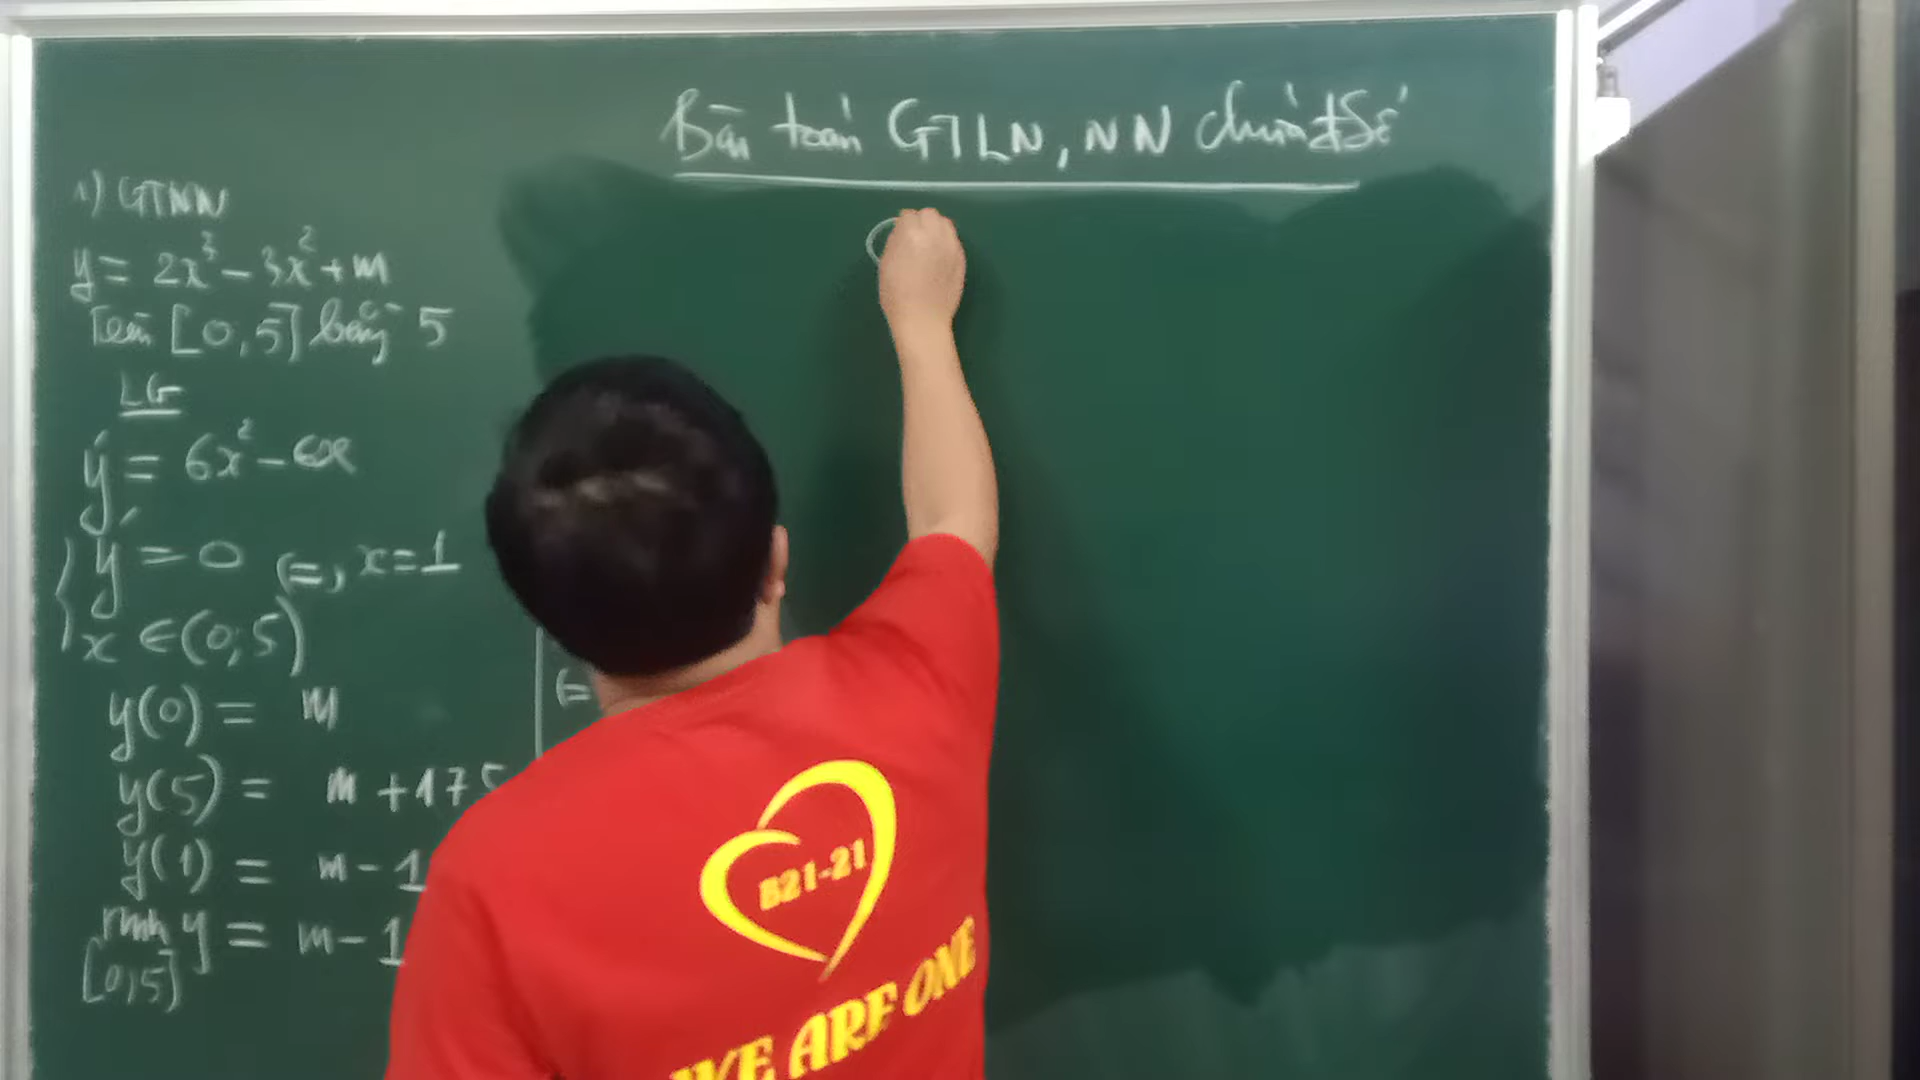 Bài toán GTLN, NN chứa t Số
1) GTNN
y = 2x³ - 3x² + m
Trên [0,5] bằng 5
LG
y' = 6x² - 6x
{ y' = 0
x ∈ (0;5)
<=> x = 1
y(0) = m
y(5) = m + 175
y(1) = m - 1
min y = m - 1
[0,5]
B21-21
WE ARE ONE